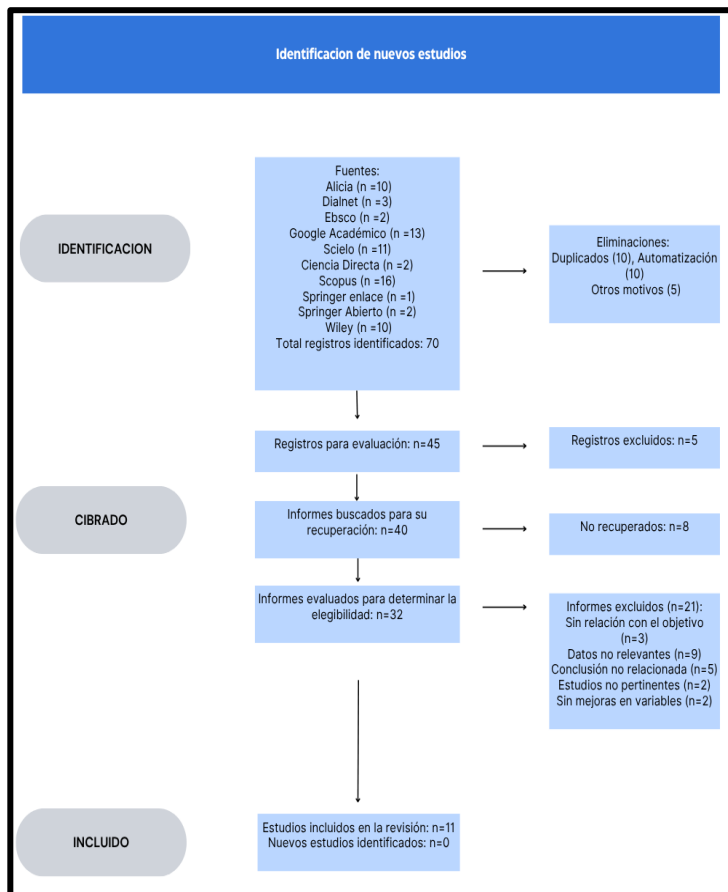 Identificacion de nuevos estudios
IDENTIFICACION
Fuentes:
Alicia (n =10)
Dialnet (n =3)
Ebsco (n =2)
Google Académico (n =13)
Scielo (n =11)
Ciencia Directa (n =2)
Scopus (n =16)
Springer enlace (n =1)
Springer Abierto (n =2)
Wiley (n =10)
Total registros identificados: 70
Eliminaciones:
Duplicados (10), Automatización
(10)
Otros motivos (5)
Registros para evaluación: n=45
Registros excluidos: n=5
CIBRADO
Informes buscados para su
recuperación: n=40
No recuperados: n=8
Informes evaluados para determinar la
elegibilidad: n=32
Informes excluidos (n=21):
Sin relación con el objetivo
(n=3)
Datos no relevantes (n=9)
Conclusión no relacionada (n=5)
Estudios no pertinentes (n=2)
Sin mejoras en variables (n=2)
INCLUIDO
Estudios incluidos en la revisión: n=11
Nuevos estudios identificados: n=0